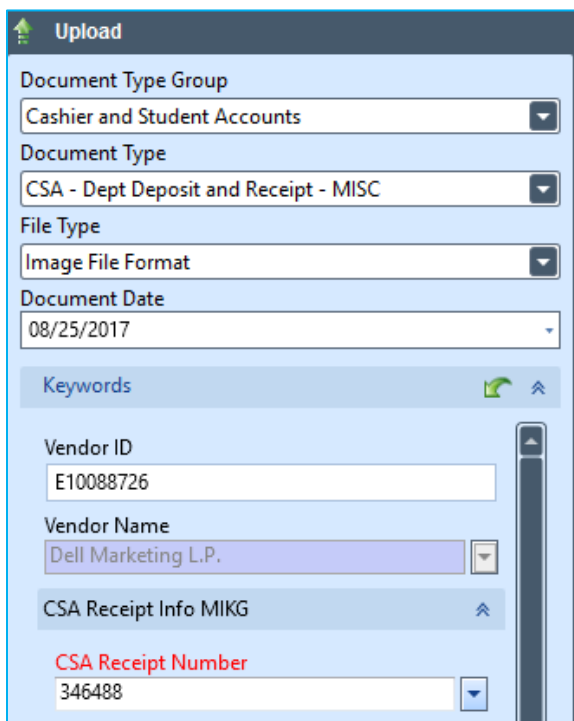 Upload
Document Type Group
Cashier and Student Accounts
Document Type
CSA - Dept Deposit and Receipt - MISC
File Type
Image File Format
Document Date
08/25/2017
Keywords
Vendor ID
E10088726
Vendor Name
Dell Marketing L.P.
CSA Receipt Info MIKG
CSA Receipt Number
346488